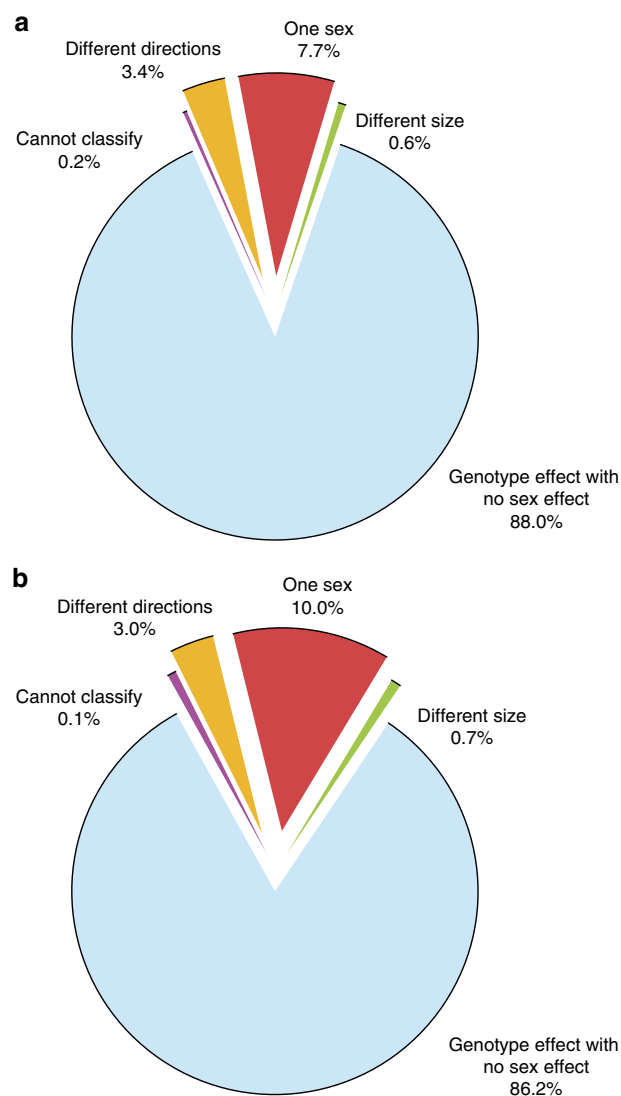 a
One sex
7.7%
Different directions
3.4%
Different size
0.6%
Cannot classify
0.2%
Genotype effect with
no sex effect
88.0%
b
One sex
10.0%
Different directions
3.0%
Cannot classify
0.1%
Different size
0.7%
Genotype effect with
no sex effect
86.2%